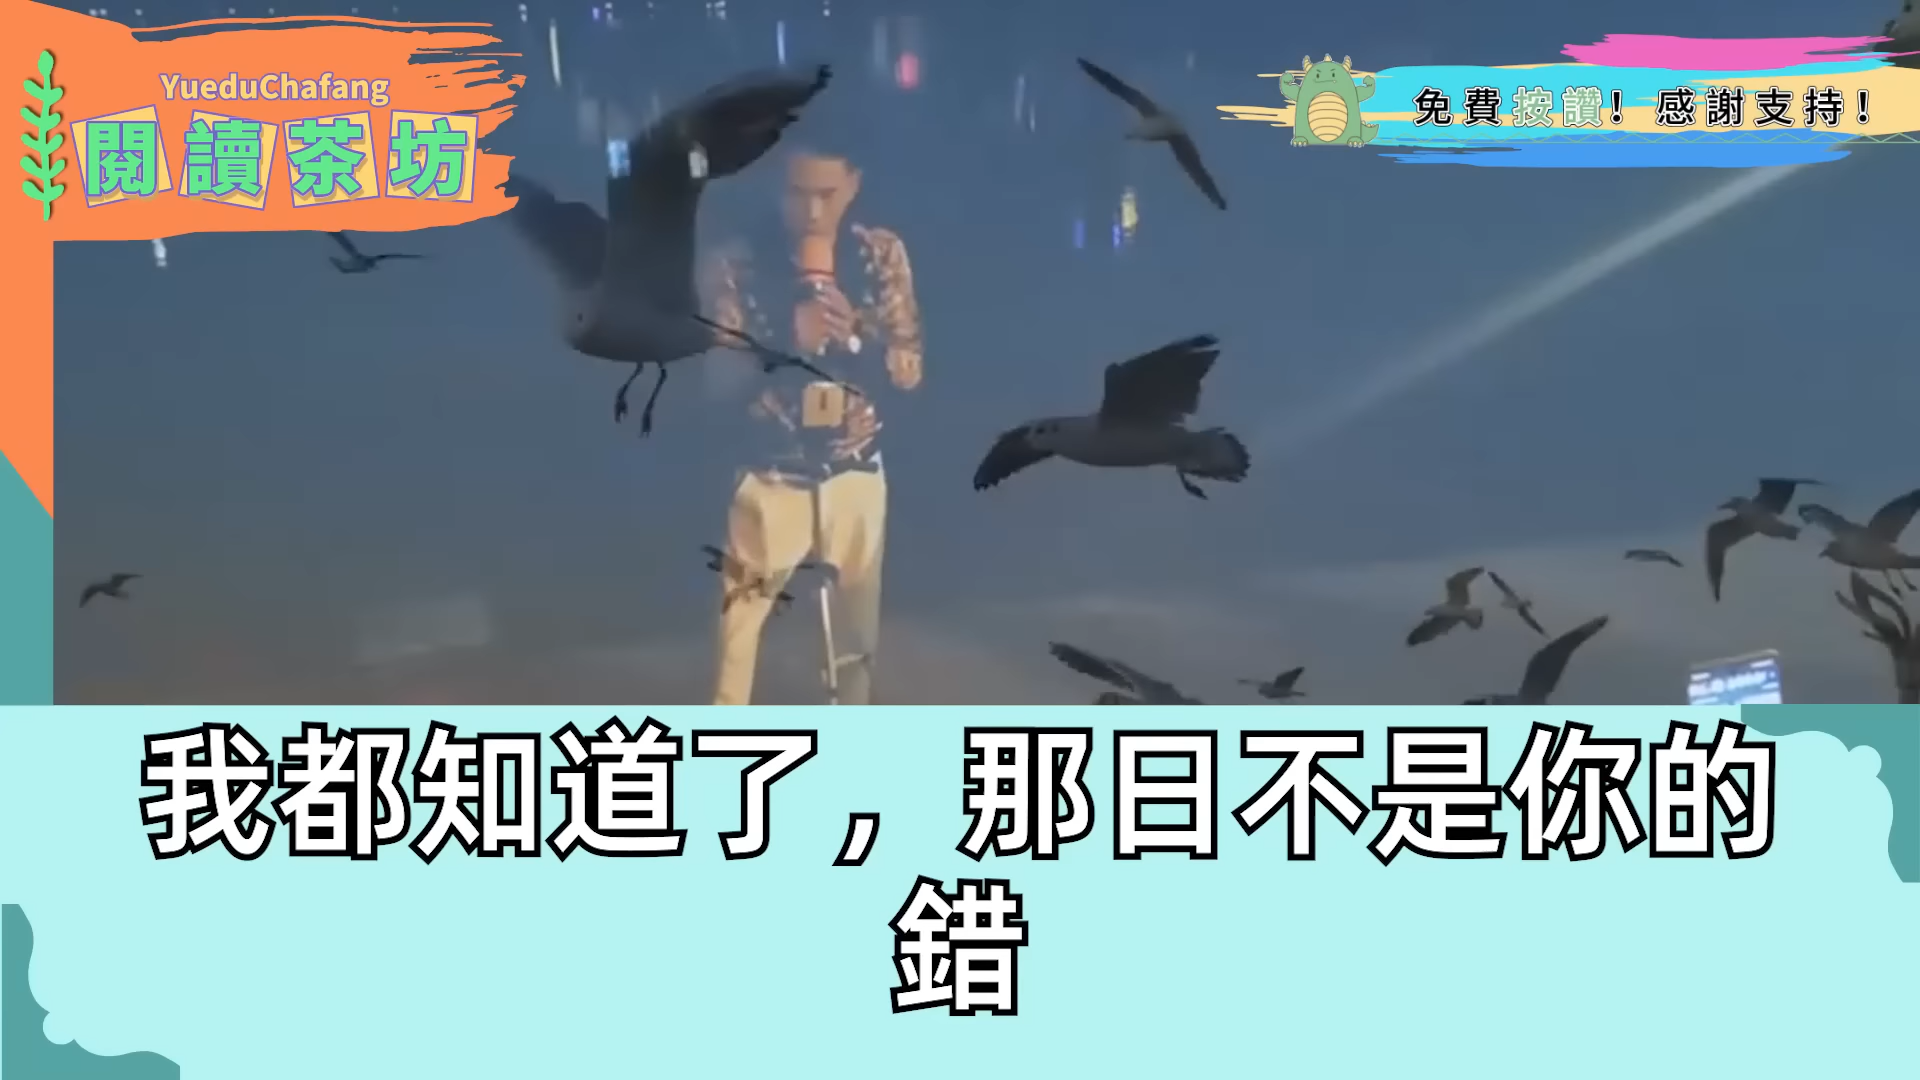 YueduChafang
閱讀茶坊
免費按讚！感謝支持！
我都知道了，那日不是你的
錯